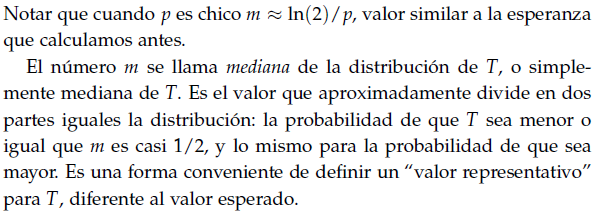 Notar que cuando p es chico m ≈ ln(2)/p, valor similar a la esperanza
que calculamos antes.
El número m se llama mediana de la distribución de T, o simple-
mente mediana de T. Es el valor que aproximadamente divide en dos
partes iguales la distribución: la probabilidad de que T sea menor o
igual que m es casi 1/2, y lo mismo para la probabilidad de que sea
mayor. Es una forma conveniente de definir un “valor representativo”
para T, diferente al valor esperado.